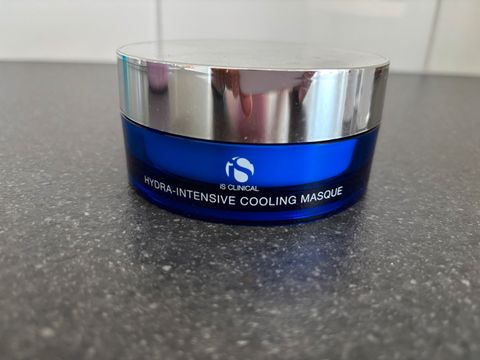 iS
iS CLINICAL
HYDRA-INTENSIVE COOLING MASQUE